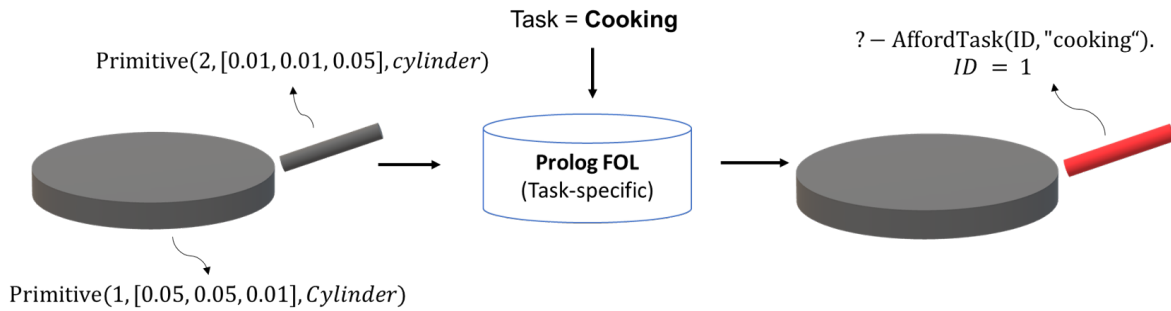 Task = Cooking
Primitive(2, [0.01, 0.01, 0.05], cylinder)
? − AffordTask(ID, "cooking“).
ID = 1
Prolog FOL
(Task-specific)
Primitive(1, [0.05, 0.05, 0.01], Cylinder)